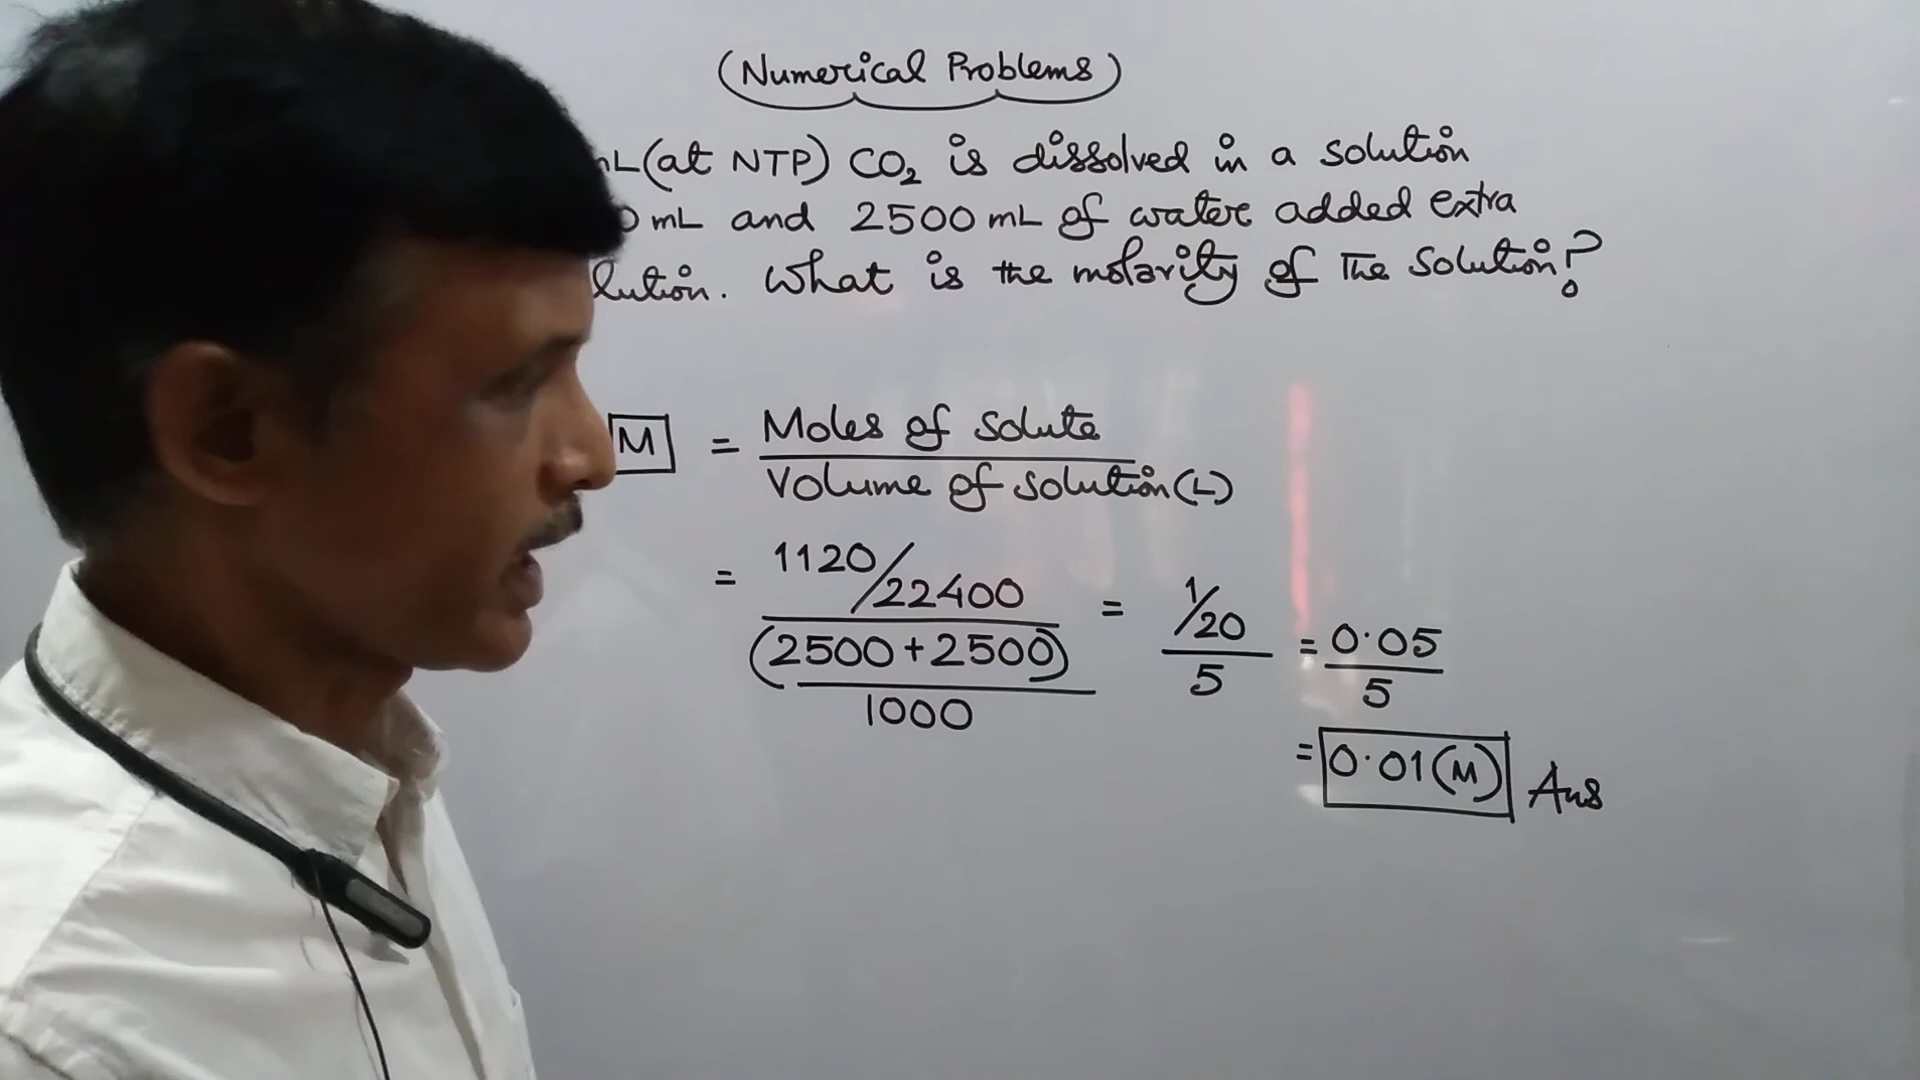 (Numerical Problems)
mL (at NTP) CO₂ is dissolved in a solution
0 mL and 2500 mL of water added extra
lution. What is the molarity of the solution?
M = Moles of solute / Volume of solution (L)
= (1120/22400) / ((2500+2500)/1000) = (1/20)/5 = 0.05/5
= 0.01(M) Ans